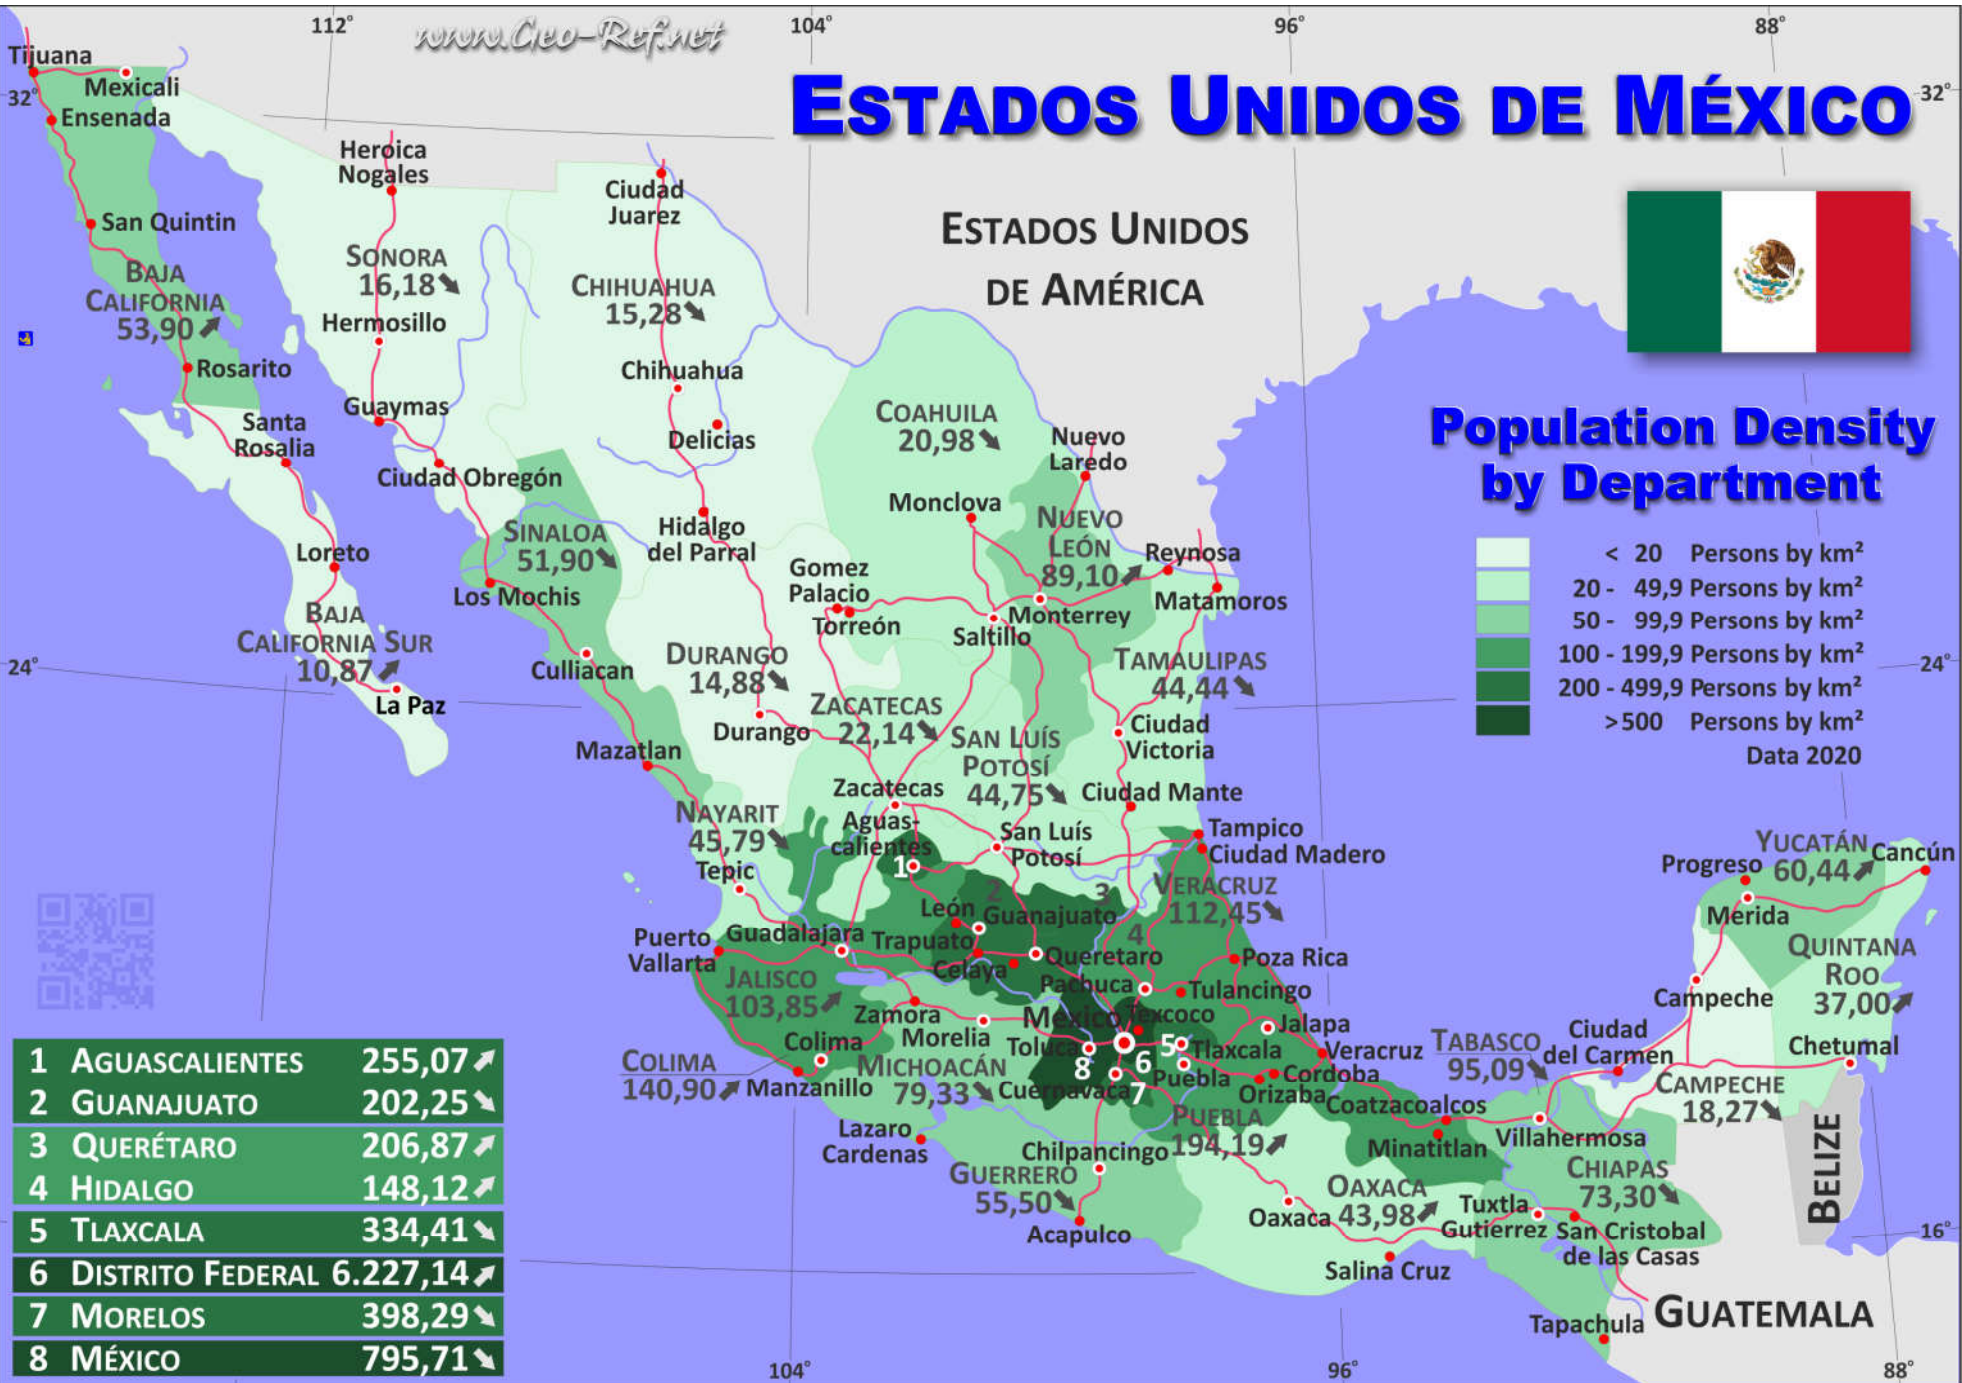 112°
www.Geo-Ref.net
104°
96°
88°
Tijuana
Mexicali
32°
Ensenada
ESTADOS UNIDOS DE MÉXICO
32°
Heroica
Nogales
Ciudad
Juarez
San Quintin
ESTADOS UNIDOS
DE AMÉRICA
SONORA
16,18
BAJA
CALIFORNIA
53,90
CHIHUAHUA
15,28
Hermosillo
Rosarito
Chihuahua
Guaymas
Santa
Rosalia
Delicias
COAHUILA
20,98
Nuevo
Laredo
Population Density
by Department
Ciudad Obregón
Monclova
SINALOA
51,90
Hidalgo
del Parral
NUEVO
LEÓN
89,10
Reynosa
< 20 Persons by km²
20 - 49,9 Persons by km²
50 - 99,9 Persons by km²
100 - 199,9 Persons by km²
200 - 499,9 Persons by km²
>500 Persons by km²
Data 2020
Loreto
Los Mochis
Gomez
Palacio
Torreón
Monterrey
Saltillo
Matamoros
BAJA
CALIFORNIA SUR
10,87
La Paz
24°
Culliacan
DURANGO
14,88
Durango
ZACATECAS
22,14
TAMAULIPAS
44,44
24°
SAN LUÍS
POTOSÍ
44,75
Ciudad
Victoria
Mazatlan
Zacatecas
Ciudad Mante
NAYARIT
45,79
Aguas-
calientes
1
San Luís
Potosí
Tampico
Ciudad Madero
Tepic
2
3
VERACRUZ
112,45
YUCATÁN
60,44
Progreso
Cancún
Merida
León
Guanajuato
4
Puerto
Vallarta
Guadalajara
Trapuato
Celaya
Queretaro
Poza Rica
QUINTANA
ROO
37,00
JALISCO
103,85
Pachuca
Tulancingo
Campeche
Zamora
Morelia
Mexico
Texcoco
Jalapa
Colima
Toluca
5
Tlaxcala
Veracruz
TABASCO
95,09
Ciudad
del Carmen
Chetumal
COLIMA
140,90
Manzanillo
MICHOACÁN
79,33
8
6
Cuernavaca
7
Puebla
Cordoba
Orizaba
Coatzacoalcos
CAMPECHE
18,27
BELIZE
Lazaro
Cardenas
Chilpancingo
PUEBLA
194,19
Minatitlan
Villahermosa
GUERRERO
55,50
Acapulco
OAXACA
43,98
Oaxaca
Tuxtla
Gutierrez
CHIAPAS
73,30
San Cristobal
de las Casas
16°
Salina Cruz
GUATEMALA
Tapachula
1 AGUASCALIENTES 255,07
2 GUANAJUATO 202,25
3 QUERÉTARO 206,87
4 HIDALGO 148,12
5 TLAXCALA 334,41
6 DISTRITO FEDERAL 6.227,14
7 MORELOS 398,29
8 MÉXICO 795,71
104°
96°
88°